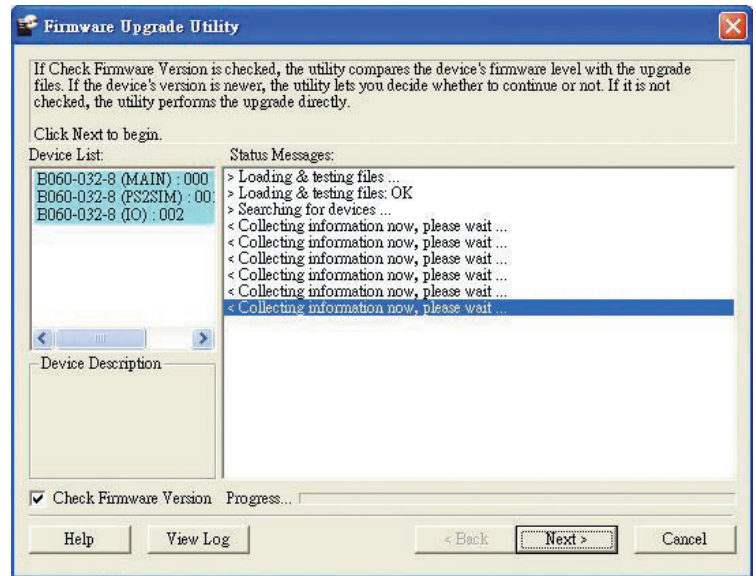 Firmware Upgrade Utility
If Check Firmware Version is checked, the utility compares the device's firmware level with the upgrade
files. If the device's version is newer, the utility lets you decide whether to continue or not. If it is not
checked, the utility performs the upgrade directly.
Click Next to begin.
Device List:
B060-032-8 (MAIN) : 000
B060-032-8 (PS2SIM) : 00
B060-032-8 (IO) : 002
Device Description
Status Messages:
> Loading & testing files ...
> Loading & testing files: OK
> Searching for devices ...
< Collecting information now, please wait ...
< Collecting information now, please wait ...
< Collecting information now, please wait ...
< Collecting information now, please wait ...
< Collecting information now, please wait ...
Check Firmware Version
Progress...
Help
View Log
< Back
Next >
Cancel